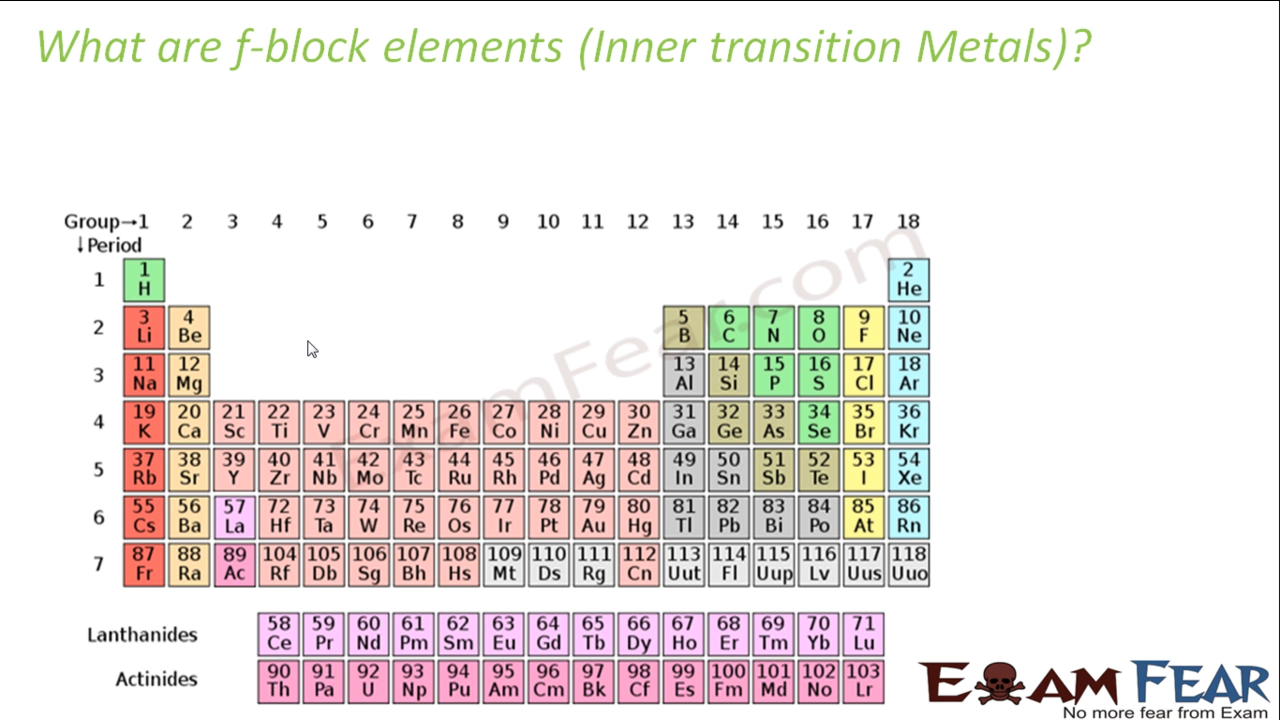 What are f-block elements (Inner transition Metals)?
Group→1 2 3 4 5 6 7 8 9 10 11 12 13 14 15 16 17 18
↓Period
1 1 H 2 He
2 3 Li 4 Be 5 B 6 C 7 N 8 O 9 F 10 Ne
3 11 Na 12 Mg 13 Al 14 Si 15 P 16 S 17 Cl 18 Ar
4 19 K 20 Ca 21 Sc 22 Ti 23 V 24 Cr 25 Mn 26 Fe 27 Co 28 Ni 29 Cu 30 Zn 31 Ga 32 Ge 33 As 34 Se 35 Br 36 Kr
5 37 Rb 38 Sr 39 Y 40 Zr 41 Nb 42 Mo 43 Tc 44 Ru 45 Rh 46 Pd 47 Ag 48 Cd 49 In 50 Sn 51 Sb 52 Te 53 I 54 Xe
6 55 Cs 56 Ba 57 La 72 Hf 73 Ta 74 W 75 Re 76 Os 77 Ir 78 Pt 79 Au 80 Hg 81 Tl 82 Pb 83 Bi 84 Po 85 At 86 Rn
7 87 Fr 88 Ra 89 Ac 104 Rf 105 Db 106 Sg 107 Bh 108 Hs 109 Mt 110 Ds 111 Rg 112 Cn 113 Uut 114 Fl 115 Uup 116 Lv 117 Uus 118 Uuo
Lanthanides 58 Ce 59 Pr 60 Nd 61 Pm 62 Sm 63 Eu 64 Gd 65 Tb 66 Dy 67 Ho 68 Er 69 Tm 70 Yb 71 Lu
Actinides 90 Th 91 Pa 92 U 93 Np 94 Pu 95 Am 96 Cm 97 Bk 98 Cf 99 Es 100 Fm 101 Md 102 No 103 Lr
ExamFear.com
EXAM FEAR
No more fear from Exam